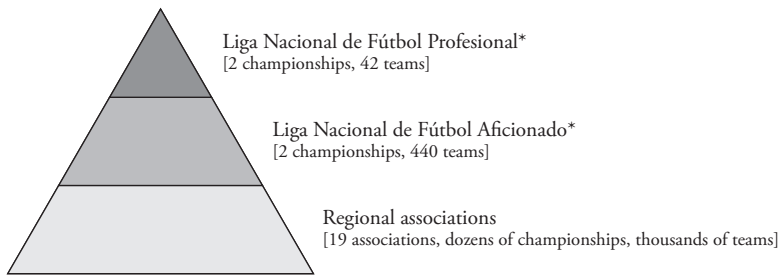 Liga Nacional de Fútbol Profesional*
[2 championships, 42 teams]
Liga Nacional de Fútbol Aficionado*
[2 championships, 440 teams]
Regional associations
[19 associations, dozens of championships, thousands of teams]